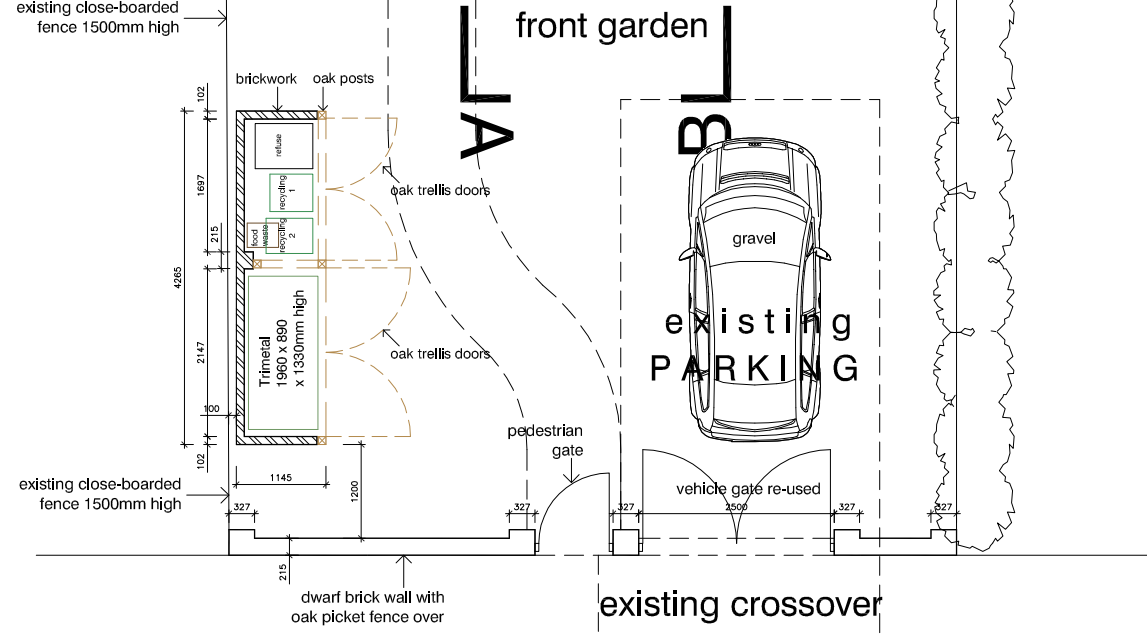 existing close-boarded
fence 1500mm high
front garden
A
B
brickwork
oak posts
102
refuse
recycling
1
1697
oak trellis doors
food
waste
recycling
2
215
4265
gravel
existing
PARKING
Trimetal
1960 x 890
x 1330mm high
2147
oak trellis doors
100
102
pedestrian
gate
1145
1200
existing close-boarded
fence 1500mm high
vehicle gate re-used
327
327
327
2500
327
327
215
dwarf brick wall with
oak picket fence over
existing crossover